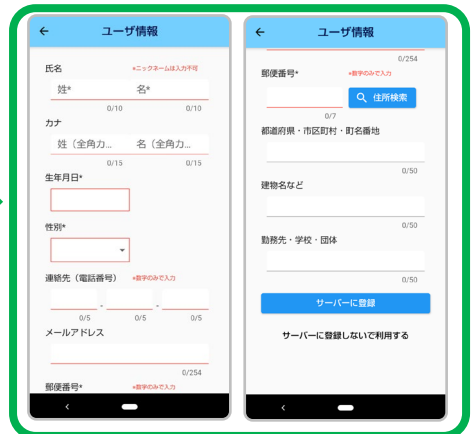 ユーザ情報
氏名 *ニックネームは入力不可
姓* 名*
0/10 0/10
カナ
姓（全角カ... 名（全角カ...
0/15 0/15
生年月日*
性別*
連絡先（電話番号） *数字のみで入力
- -
0/5 0/5 0/5
メールアドレス
0/254
郵便番号* *数字のみで入力
ユーザ情報
0/254
郵便番号* *数字のみで入力
住所検索
0/7
都道府県・市区町村・町名番地
0/50
建物名など
0/50
勤務先・学校・団体
0/50
サーバーに登録
サーバーに登録しないで利用する